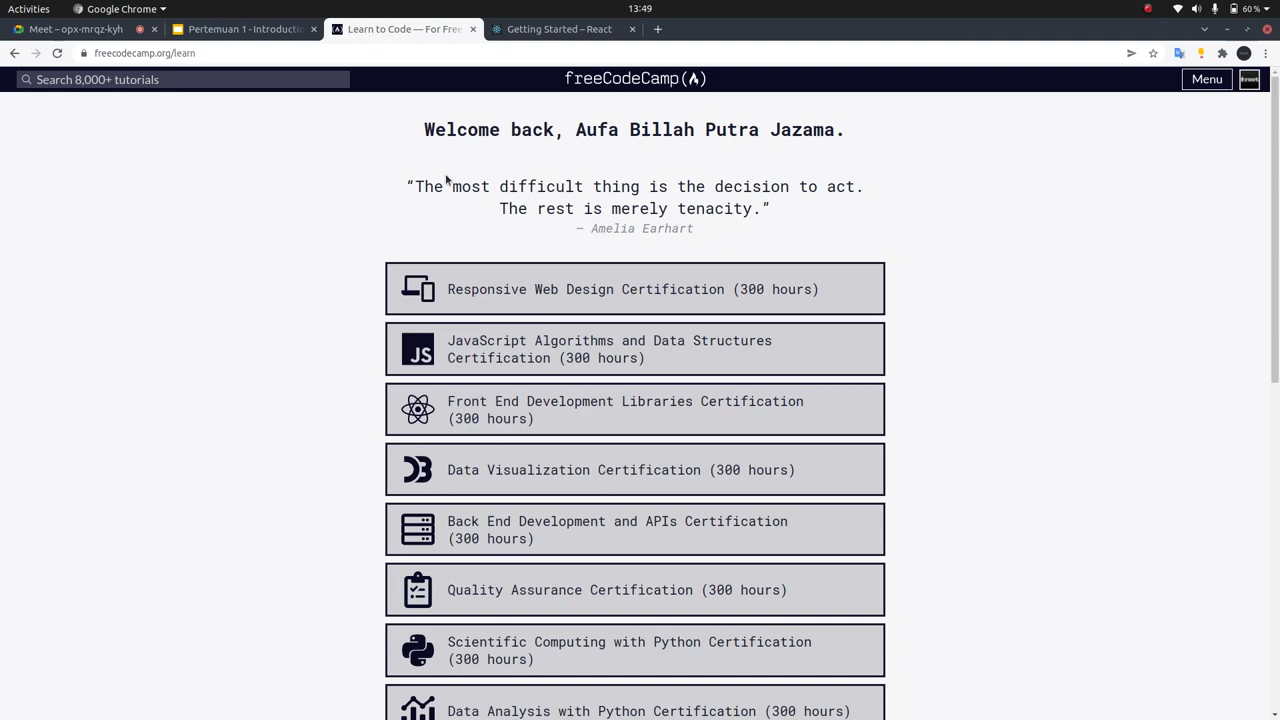 Activities
Google Chrome
13:49
60 %
Meet – opx-mrqz-kyh
Pertemuan 1 - Introductio
Learn to Code — For Free
Getting Started – React
freecodecamp.org/learn
Search 8,000+ tutorials
freeCodeCamp
Menu
Welcome back, Aufa Billah Putra Jazama.
“The most difficult thing is the decision to act.
The rest is merely tenacity.”
— Amelia Earhart
Responsive Web Design Certification (300 hours)
JS
JavaScript Algorithms and Data Structures
Certification (300 hours)
Front End Development Libraries Certification
(300 hours)
Data Visualization Certification (300 hours)
Back End Development and APIs Certification
(300 hours)
Quality Assurance Certification (300 hours)
Scientific Computing with Python Certification
(300 hours)
Data Analysis with Python Certification (300 hours)